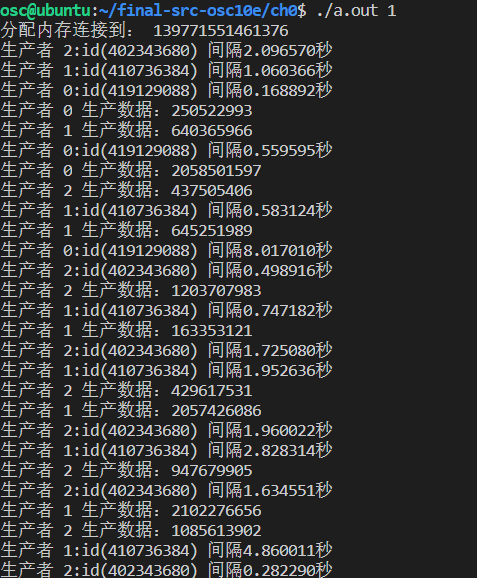 osc@ubuntu:~/final-src-osc10e/ch0$ ./a.out 1
分配内存连接到： 139771551461376
生产者 2:id(402343680) 间隔2.096570秒
生产者 1:id(410736384) 间隔1.060366秒
生产者 0:id(419129088) 间隔0.168892秒
生产者 0 生产数据：250522993
生产者 1 生产数据：640365966
生产者 0:id(419129088) 间隔0.559595秒
生产者 0 生产数据：2058501597
生产者 2 生产数据：437505406
生产者 1:id(410736384) 间隔0.583124秒
生产者 1 生产数据：645251989
生产者 0:id(419129088) 间隔8.017010秒
生产者 2:id(402343680) 间隔0.498916秒
生产者 2 生产数据：1203707983
生产者 1:id(410736384) 间隔0.747182秒
生产者 1 生产数据：163353121
生产者 2:id(402343680) 间隔1.725080秒
生产者 1:id(410736384) 间隔1.952636秒
生产者 2 生产数据：429617531
生产者 1 生产数据：2057426086
生产者 2:id(402343680) 间隔1.960022秒
生产者 1:id(410736384) 间隔2.828314秒
生产者 2 生产数据：947679905
生产者 2:id(402343680) 间隔1.634551秒
生产者 1 生产数据：2102276656
生产者 2 生产数据：1085613902
生产者 1:id(410736384) 间隔4.860011秒
生产者 2:id(402343680) 间隔0.282290秒